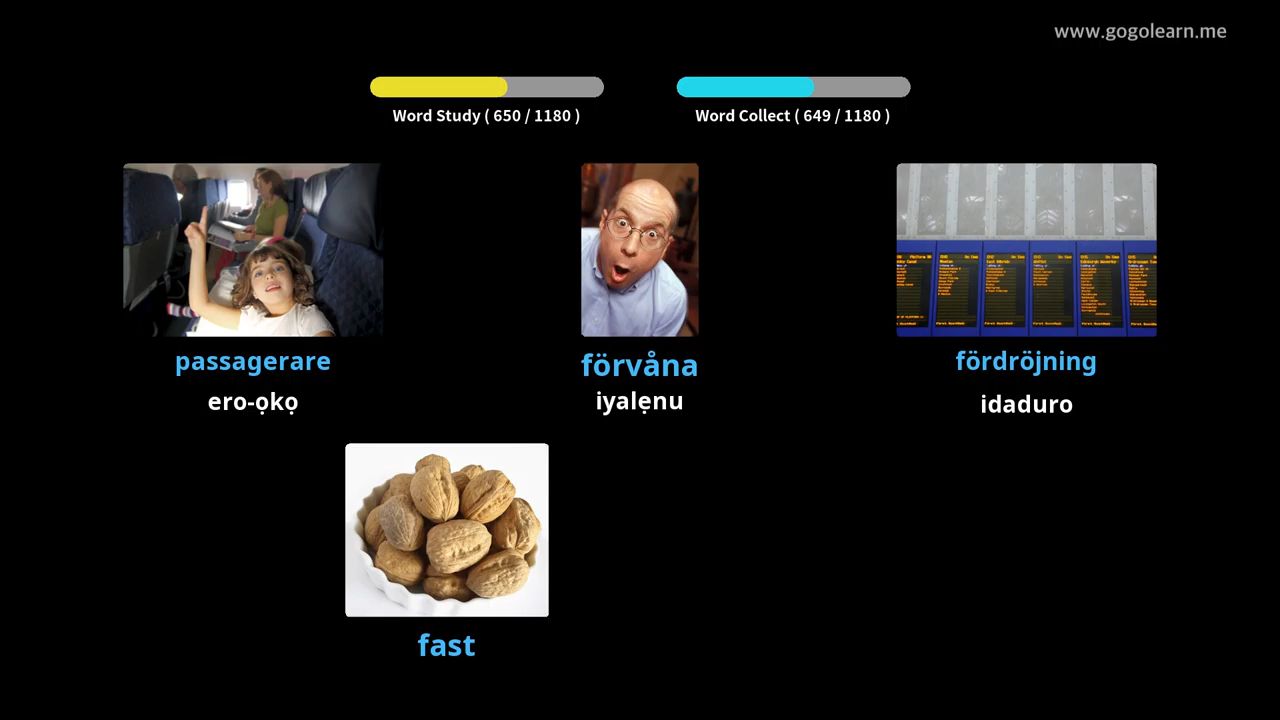 www.gogolearn.me
Word Study ( 650 / 1180 )
Word Collect ( 649 / 1180 )
passagerare
förvåna
fördröjning
ero-ọkọ
iyalẹnu
idaduro
fast